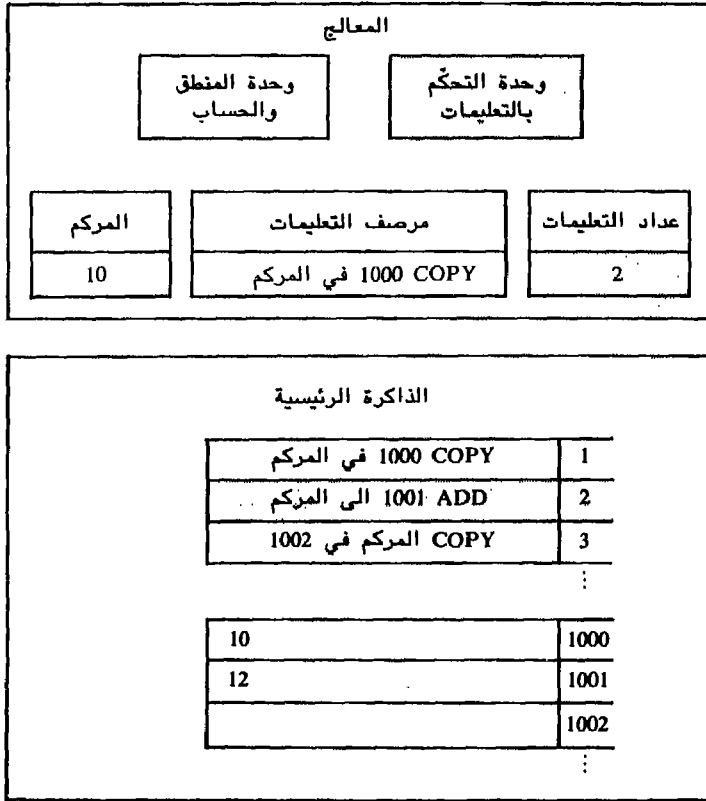 المعالج
وحدة التحكّم
بالتعليمات
وحدة المنطق
والحساب
عداد التعليمات
2
مرصف التعليمات
COPY 1000 في المركم
المركم
10
الذاكرة الرئيسية
1 COPY 1000 في المركم
2 ADD 1001 الى المركم
3 COPY المركم في 1002
⋮
1000 10
1001 12
1002
⋮